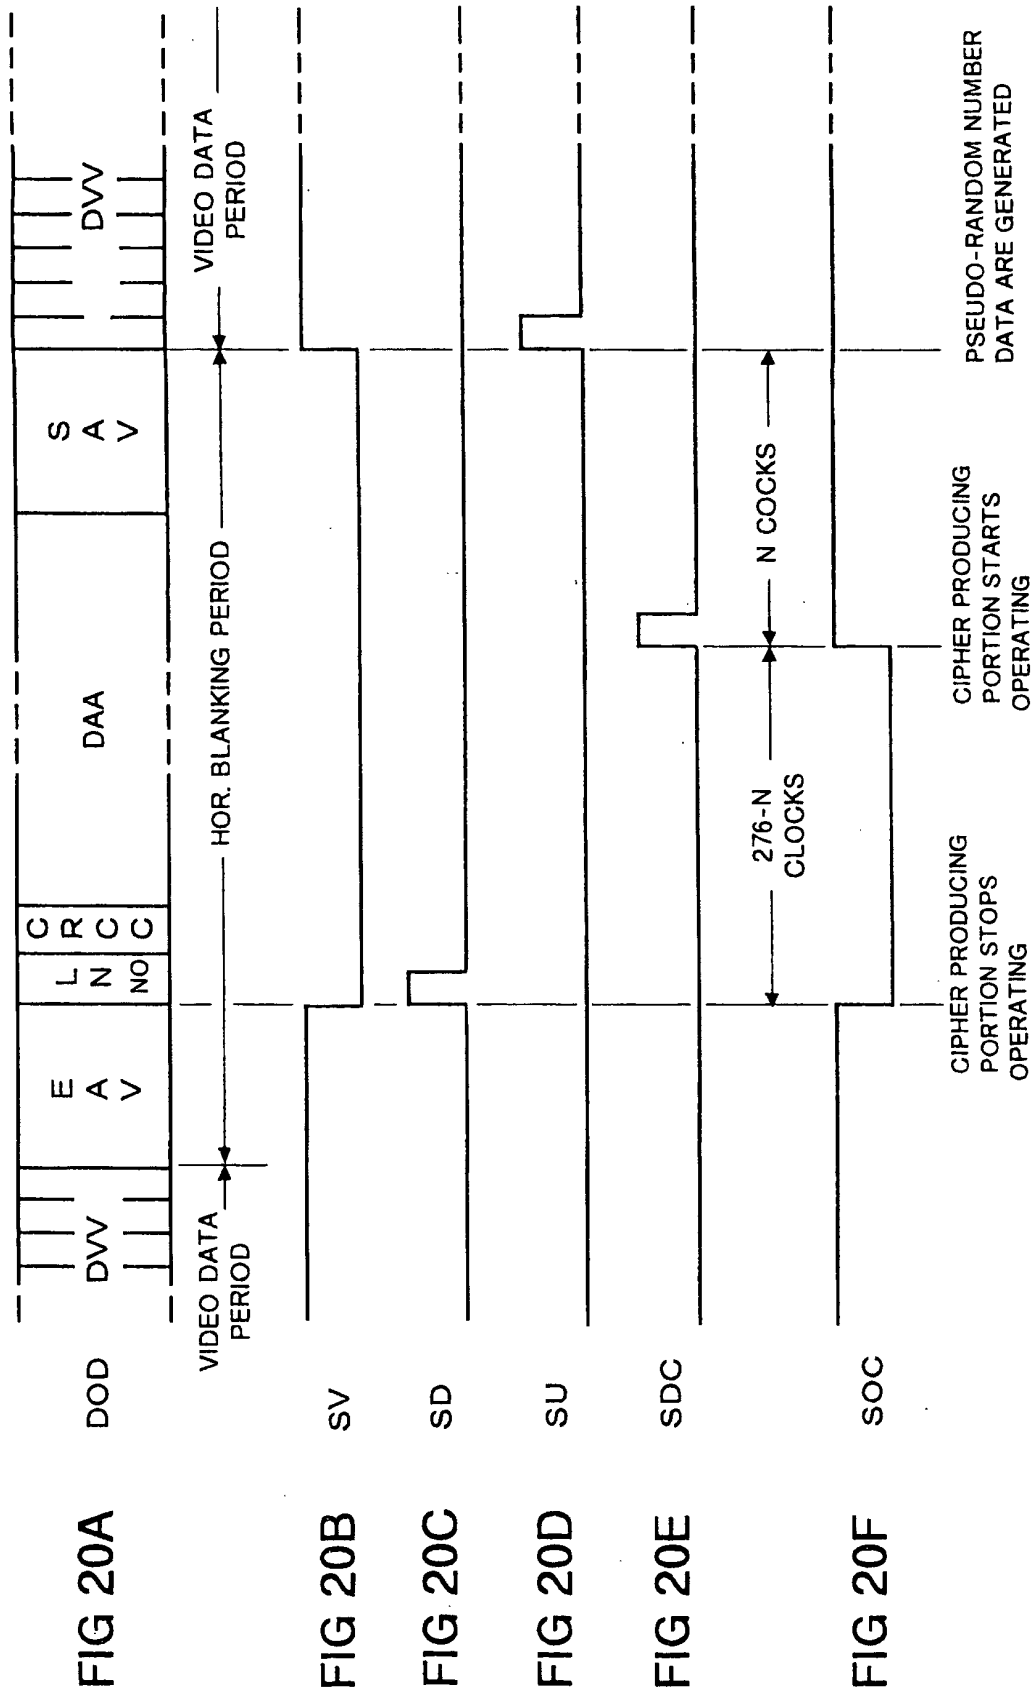 FIG 20A
DOD
DVV
E
A
V
L
N
NO
C
R
C
C
DAA
S
A
V
DVV
VIDEO DATA
PERIOD
HOR. BLANKING PERIOD
VIDEO DATA
PERIOD
FIG 20B
SV
FIG 20C
SD
FIG 20D
SU
FIG 20E
SDC
276-N
CLOCKS
N COCKS
FIG 20F
SOC
CIPHER PRODUCING
PORTION STOPS
OPERATING
CIPHER PRODUCING
PORTION STARTS
OPERATING
PSEUDO-RANDOM NUMBER
DATA ARE GENERATED